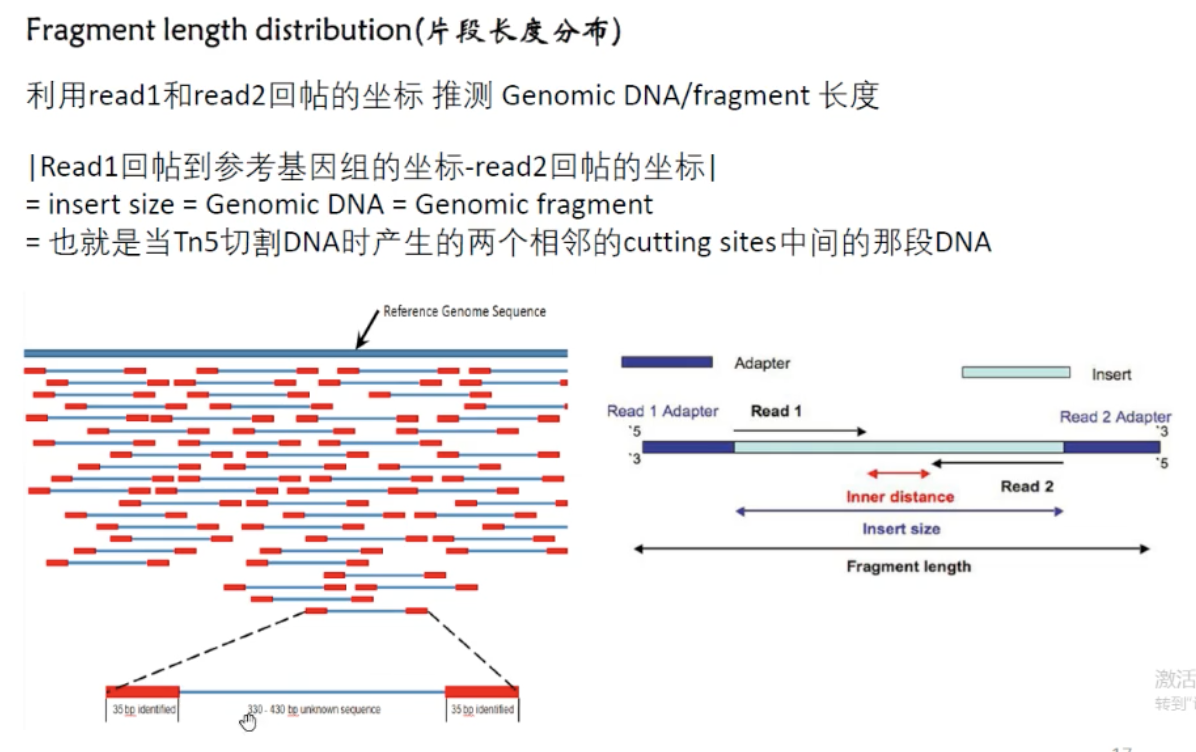 Fragment length distribution(片段长度分布)
利用read1和read2回帖的坐标 推测 Genomic DNA/fragment 长度
|Read1回帖到参考基因组的坐标-read2回帖的坐标|
= insert size = Genomic DNA = Genomic fragment
= 也就是当Tn5切割DNA时产生的两个相邻的cutting sites中间的那段DNA
Reference Genome Sequence
35 bp identified
330 - 430 bp unknown sequence
35 bp identified
Adapter
Insert
Read 1 Adapter
Read 1
Read 2 Adapter
'5
'3
'3
'5
Read 2
Inner distance
Insert size
Fragment length
激活
转到"
17